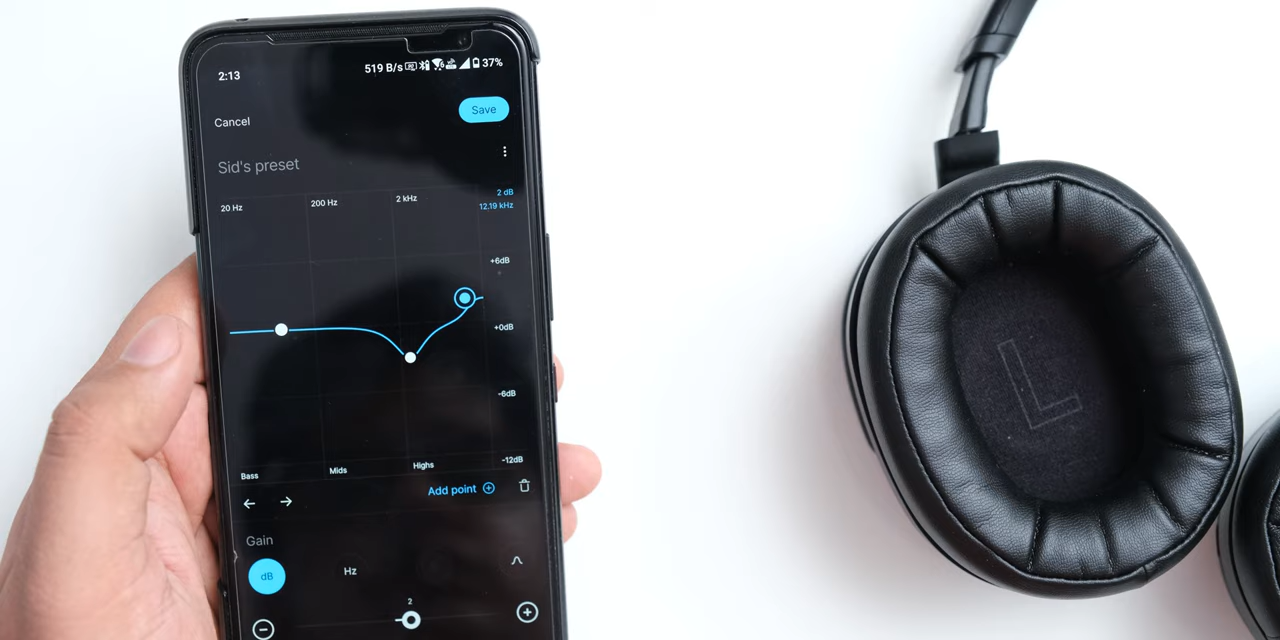 2:13
519 B/s 37%
Cancel
Save
Sid's preset
20 Hz 200 Hz 2 kHz 2 dB
12.19 kHz
+6dB
+0dB
-6dB
-12dB
Bass Mids Highs
Add point
Gain
dB Hz
2
L